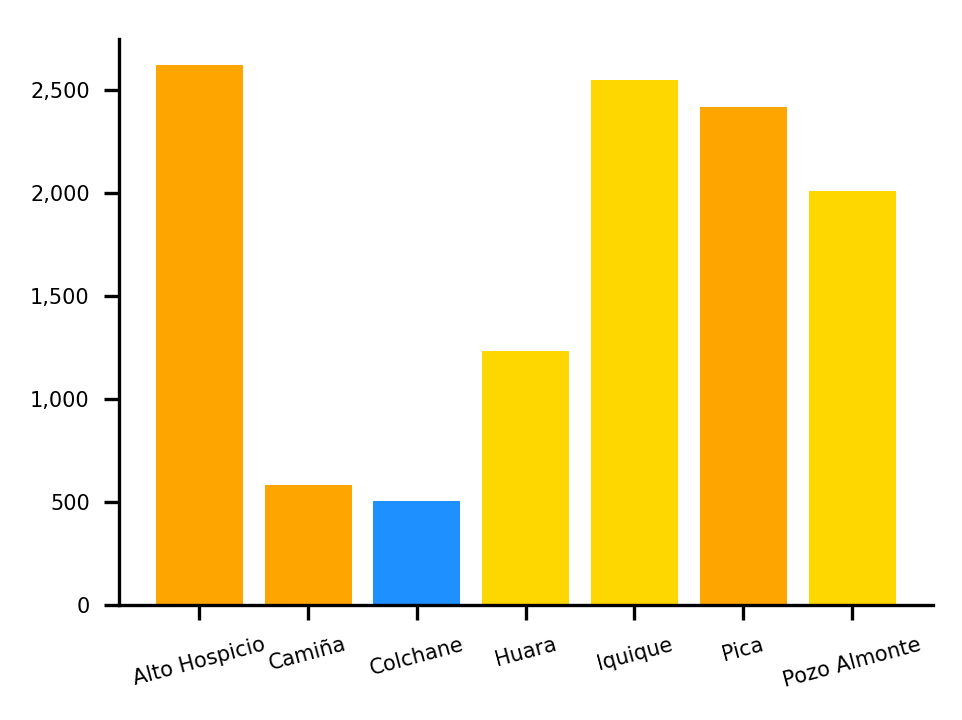 2,500
2,000
1,500
1,000
500
0
Alto Hospicio
Camiña
Colchane
Huara
Iquique
Pica
Pozo Almonte